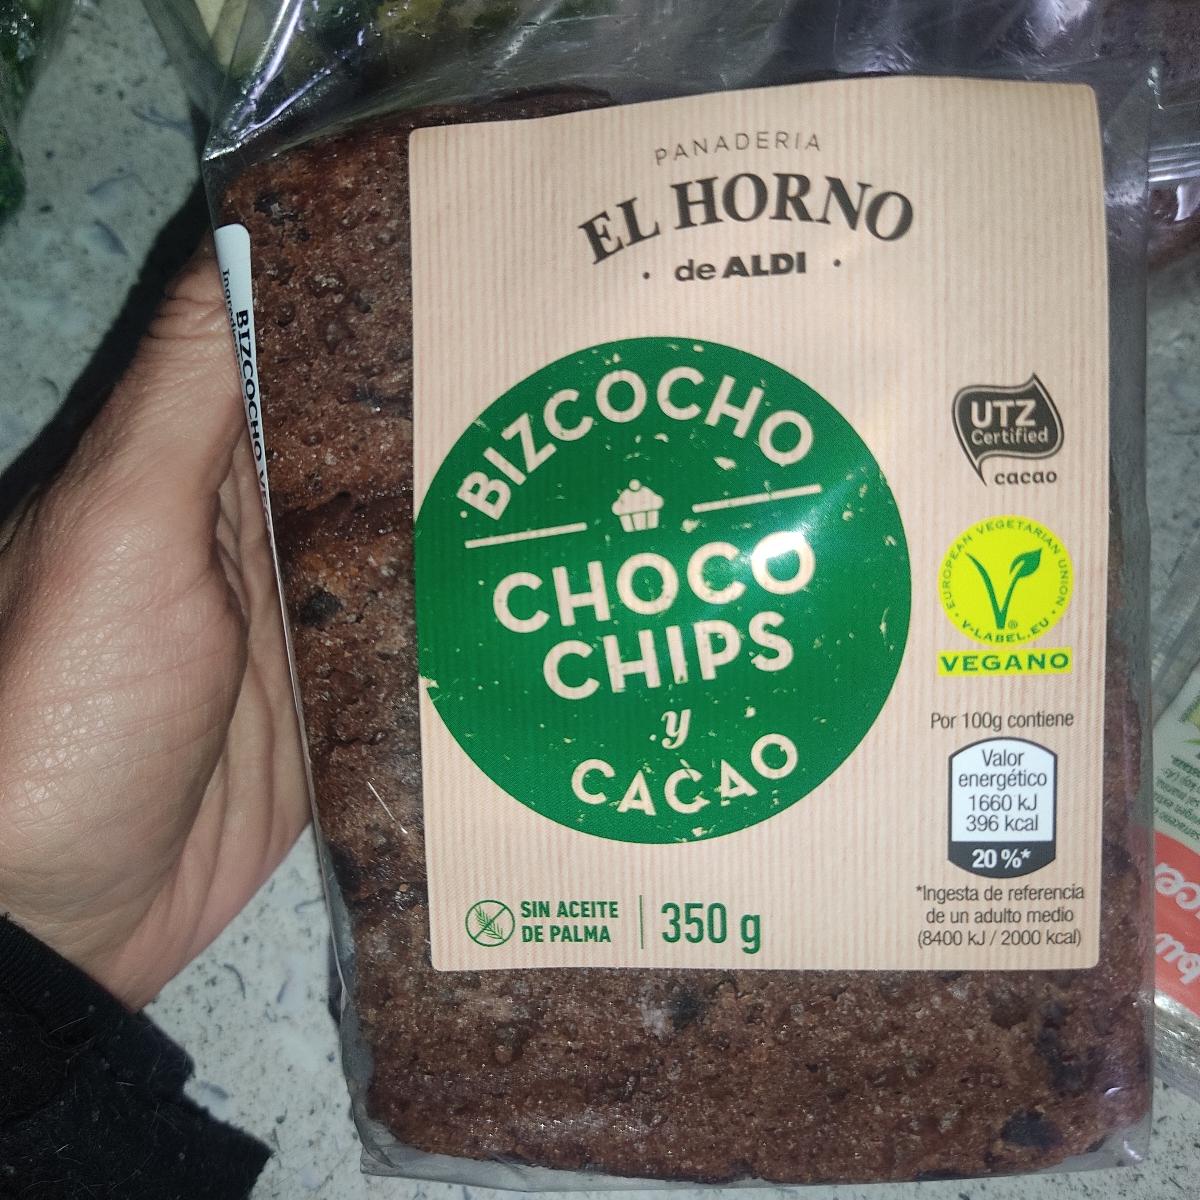 PANADERIA
EL HORNO
· de ALDI ·
BIZCOCHO
CHOCO
CHIPS
y
CACAO
SIN ACEITE
DE PALMA
350 g
UTZ
Certified
cacao
EUROPEAN VEGETARIAN UNION
V-LABEL.EU
®
VEGANO
Por 100g contiene
Valor
energético
1660 kJ
396 kcal
20 %*
*Ingesta de referencia
de un adulto medio
(8400 kJ / 2000 kcal)
BIZCOCHO